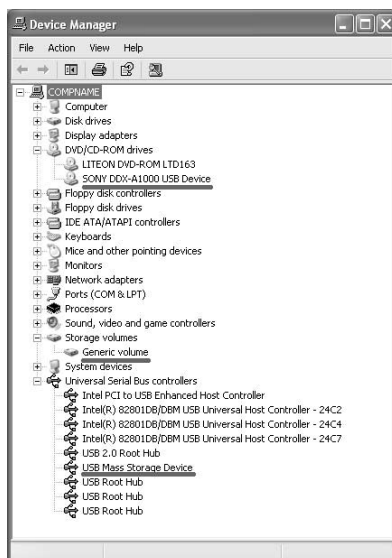 Device Manager
File Action View Help
COMPNAME
Computer
Disk drives
Display adapters
DVD/CD-ROM drives
LITEON DVD-ROM LTD163
SONY DDX-A1000 USB Device
Floppy disk controllers
Floppy disk drives
IDE ATA/ATAPI controllers
Keyboards
Mice and other pointing devices
Monitors
Network adapters
Ports (COM & LPT)
Processors
Sound, video and game controllers
Storage volumes
Generic volume
System devices
Universal Serial Bus controllers
Intel PCI to USB Enhanced Host Controller
Intel(R) 82801DB/DBM USB Universal Host Controller - 24C2
Intel(R) 82801DB/DBM USB Universal Host Controller - 24C4
Intel(R) 82801DB/DBM USB Universal Host Controller - 24C7
USB 2.0 Root Hub
USB Mass Storage Device
USB Root Hub
USB Root Hub
USB Root Hub